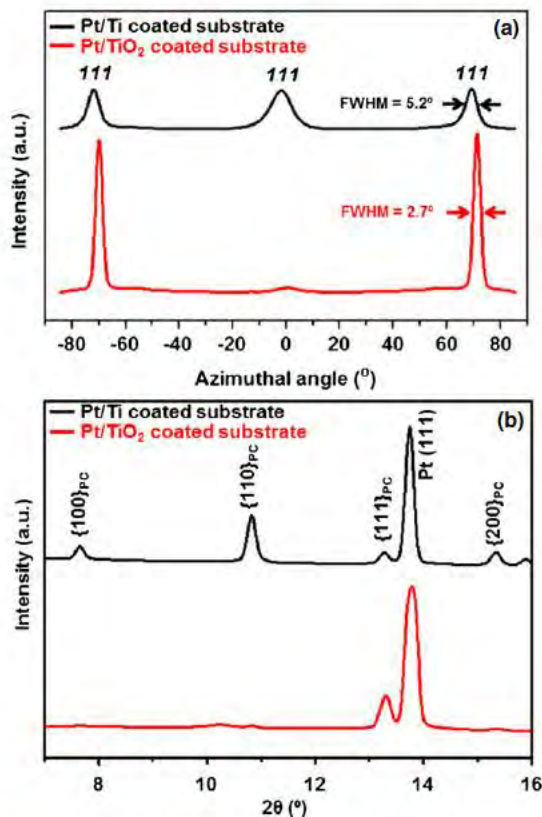 Pt/Ti coated substrate
Pt/TiO₂ coated substrate
(a)
111 111 111
FWHM = 5.2º
FWHM = 2.7º
Intensity (a.u.)
-80 -60 -40 -20 0 20 40 60 80
Azimuthal angle (º)
Pt/Ti coated substrate
Pt/TiO₂ coated substrate
(b)
{100}PC
{110}PC
{111}PC
Pt (111)
{200}PC
Intensity (a.u.)
8 10 12 14 16
2θ (º)